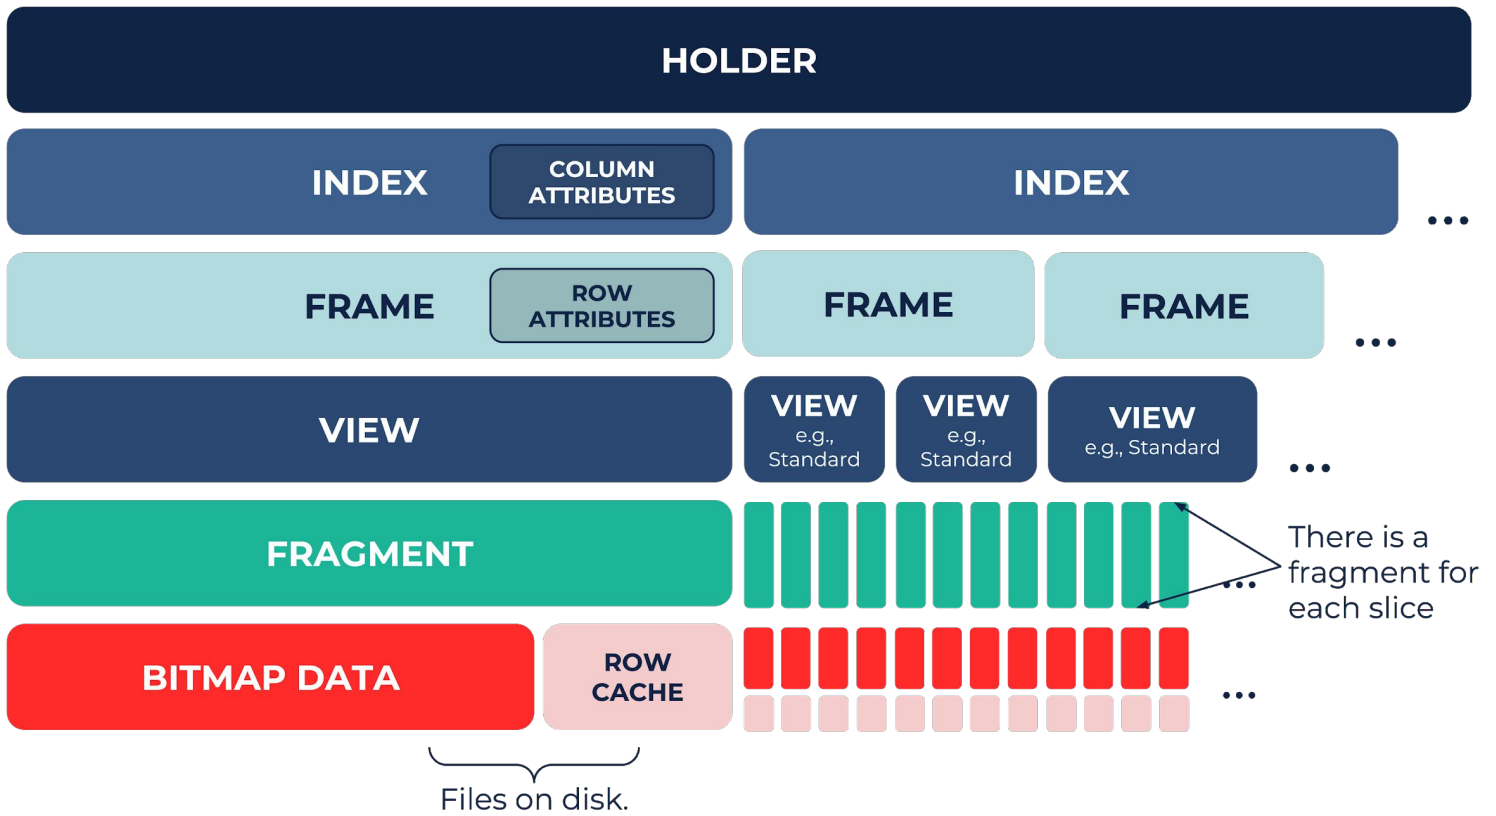 HOLDER
INDEX
COLUMN
ATTRIBUTES
INDEX
...
FRAME
ROW
ATTRIBUTES
FRAME
FRAME
...
VIEW
VIEW
e.g.,
Standard
VIEW
e.g.,
Standard
VIEW
e.g., Standard
...
FRAGMENT
...
There is a
fragment for
each slice
BITMAP DATA
ROW
CACHE
...
Files on disk.